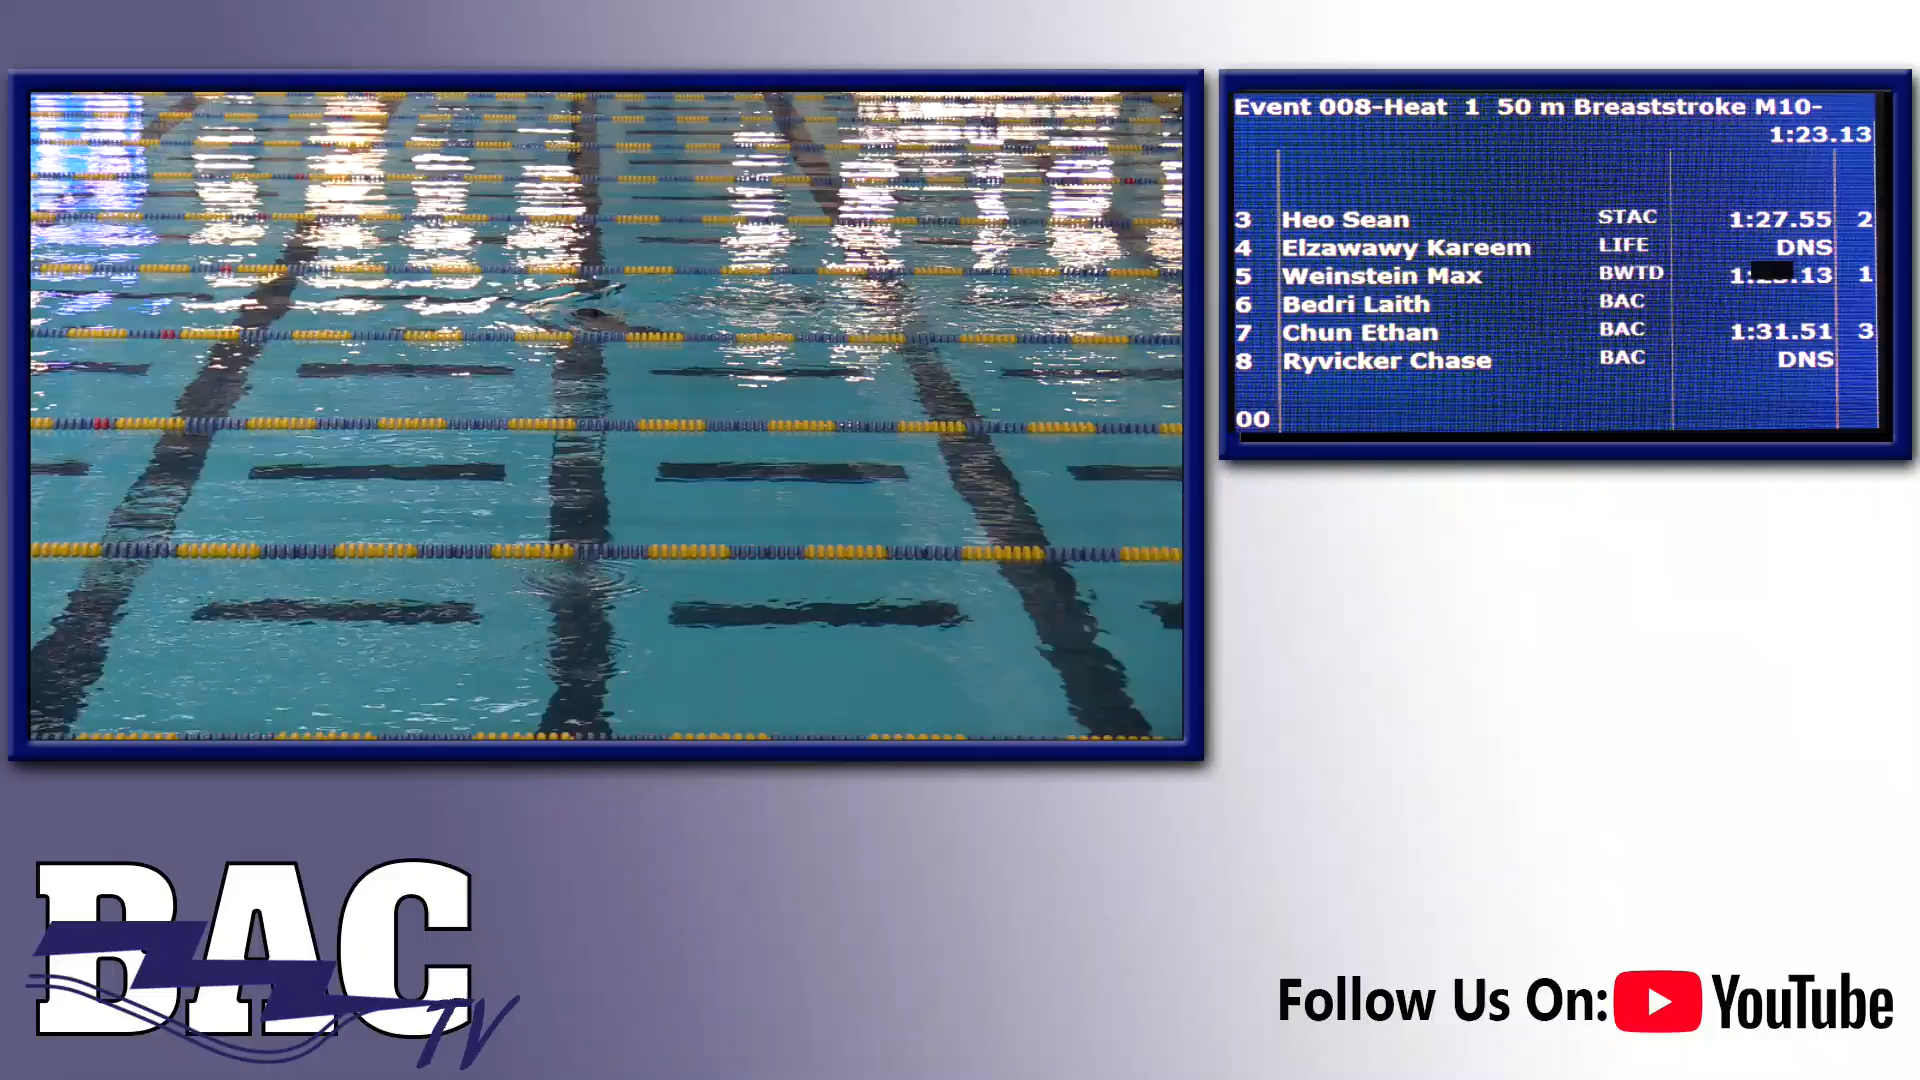 Event 008-Heat 1 50 m Breaststroke M10-
1:23.13
3 Heo Sean STAC 1:27.55 2
4 Elzawawy Kareem LIFE DNS
5 Weinstein Max BWTD 1
6 Bedri Laith BAC
7 Chun Ethan BAC 1:31.51 3
8 Ryvicker Chase BAC DNS
00
BAC
TV
Follow Us On: YouTube